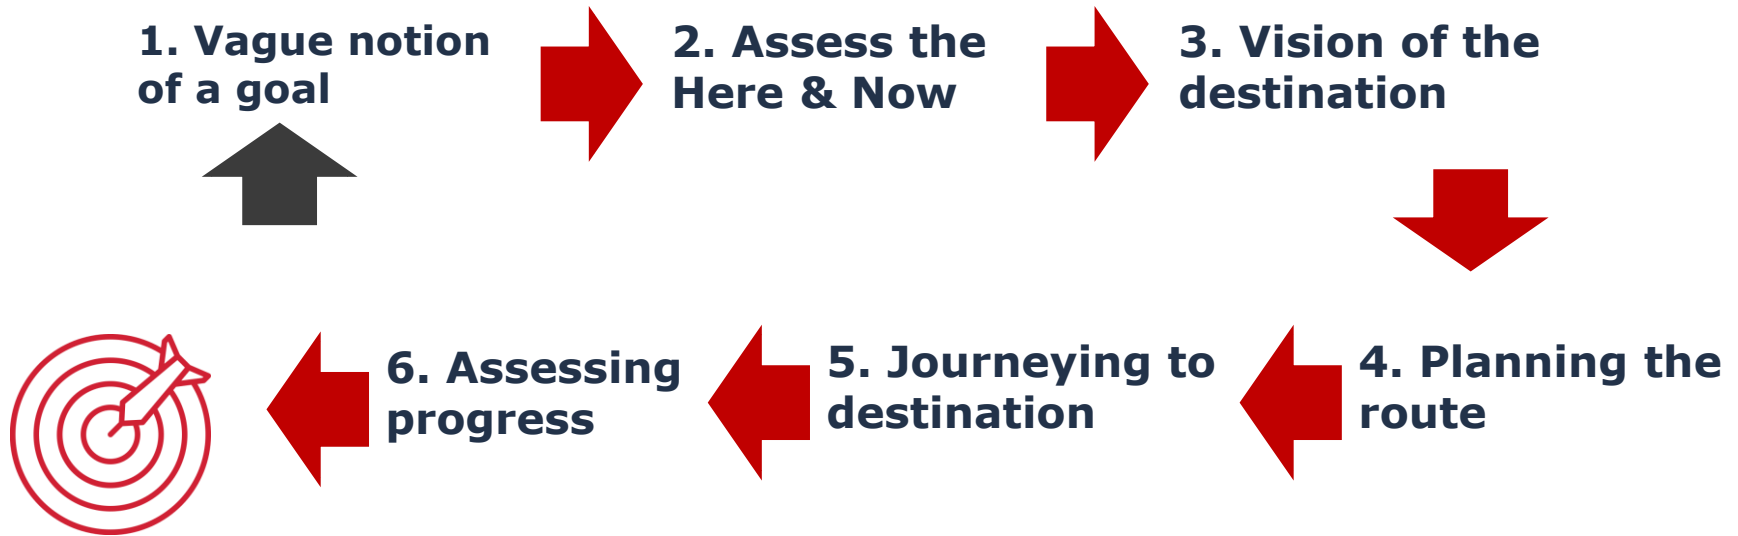 1. Vague notion
of a goal
2. Assess the
Here & Now
3. Vision of the
destination
4. Planning the
route
5. Journeying to
destination
6. Assessing
progress